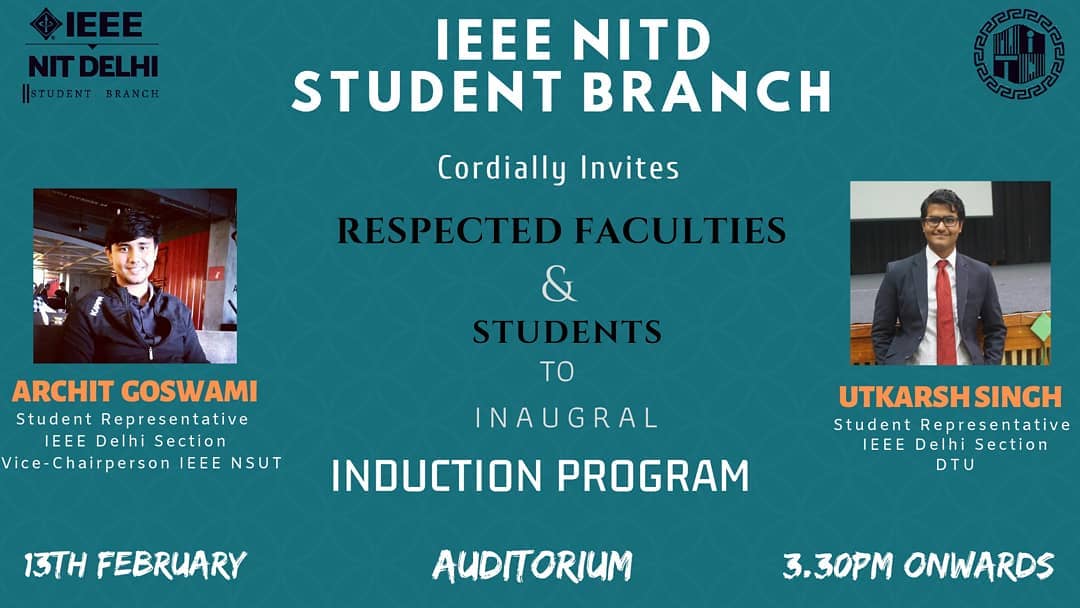 IEEE
NIT DELHI
STUDENT BRANCH
IEEE NITD
STUDENT BRANCH
Cordially Invites
RESPECTED FACULTIES
&
STUDENTS
TO
INAUGRAL
INDUCTION PROGRAM
ARCHIT GOSWAMI
Student Representative
IEEE Delhi Section
Vice-Chairperson IEEE NSUT
UTKARSH SINGH
Student Representative
IEEE Delhi Section
DTU
13TH FEBRUARY
AUDITORIUM
3.30PM ONWARDS